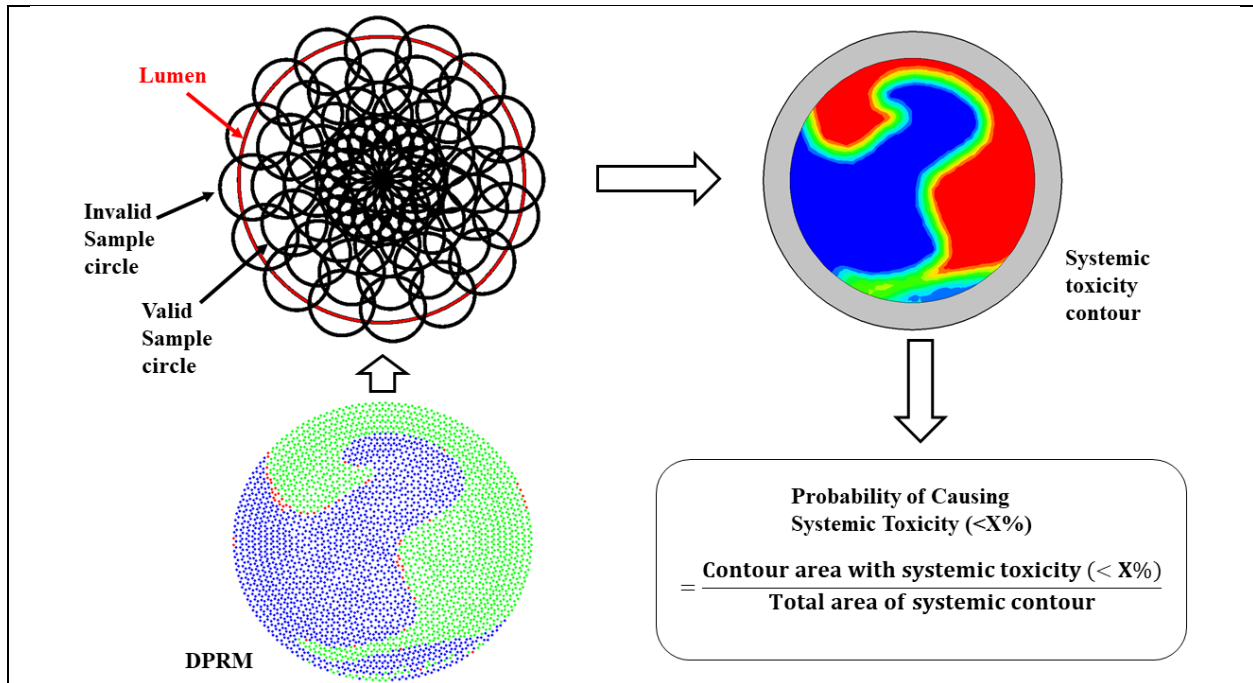 Lumen
Invalid
Sample
circle
Valid
Sample
circle
Systemic
toxicity
contour
DPRM
Probability of Causing
Systemic Toxicity (<X%)
= Contour area with systemic toxicity (< X%)
Total area of systemic contour